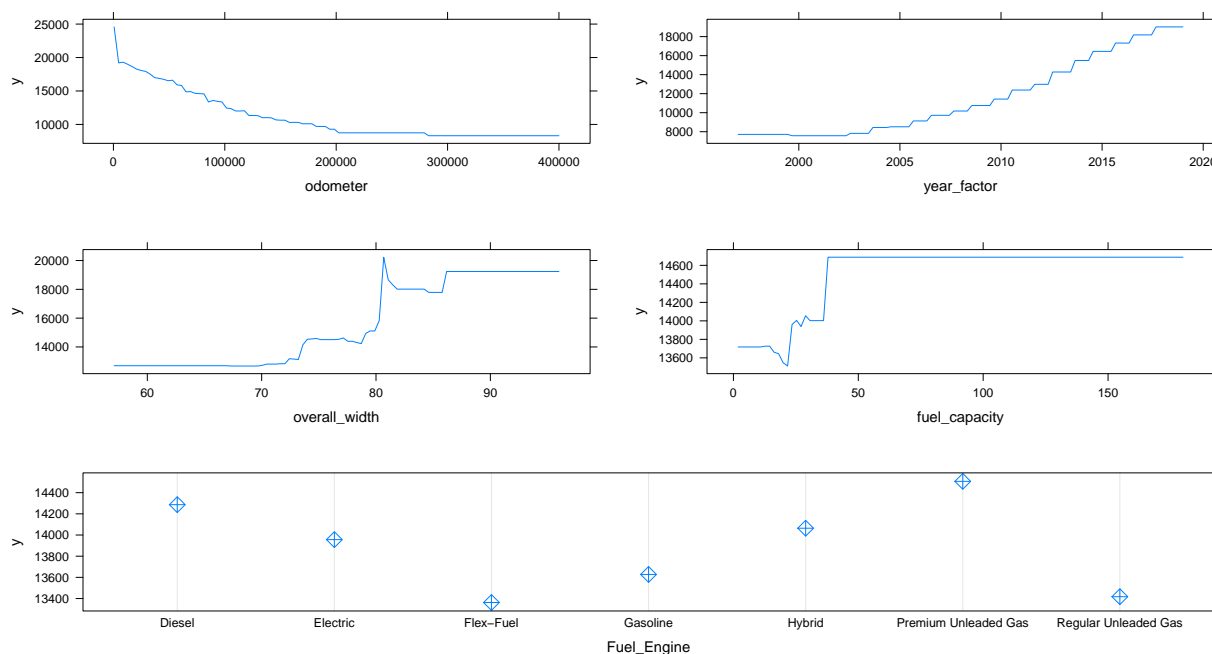 25000
20000
15000
10000
y
0 100000 200000 300000 400000
odometer
18000
16000
14000
12000
10000
8000
y
2000 2005 2010 2015 2020
year_factor
20000
18000
16000
14000
y
60 70 80 90
overall_width
14600
14400
14200
14000
13800
13600
y
0 50 100 150
fuel_capacity
14400
14200
14000
13800
13600
13400
y
Diesel Electric Flex−Fuel Gasoline Hybrid Premium Unleaded Gas Regular Unleaded Gas
Fuel_Engine